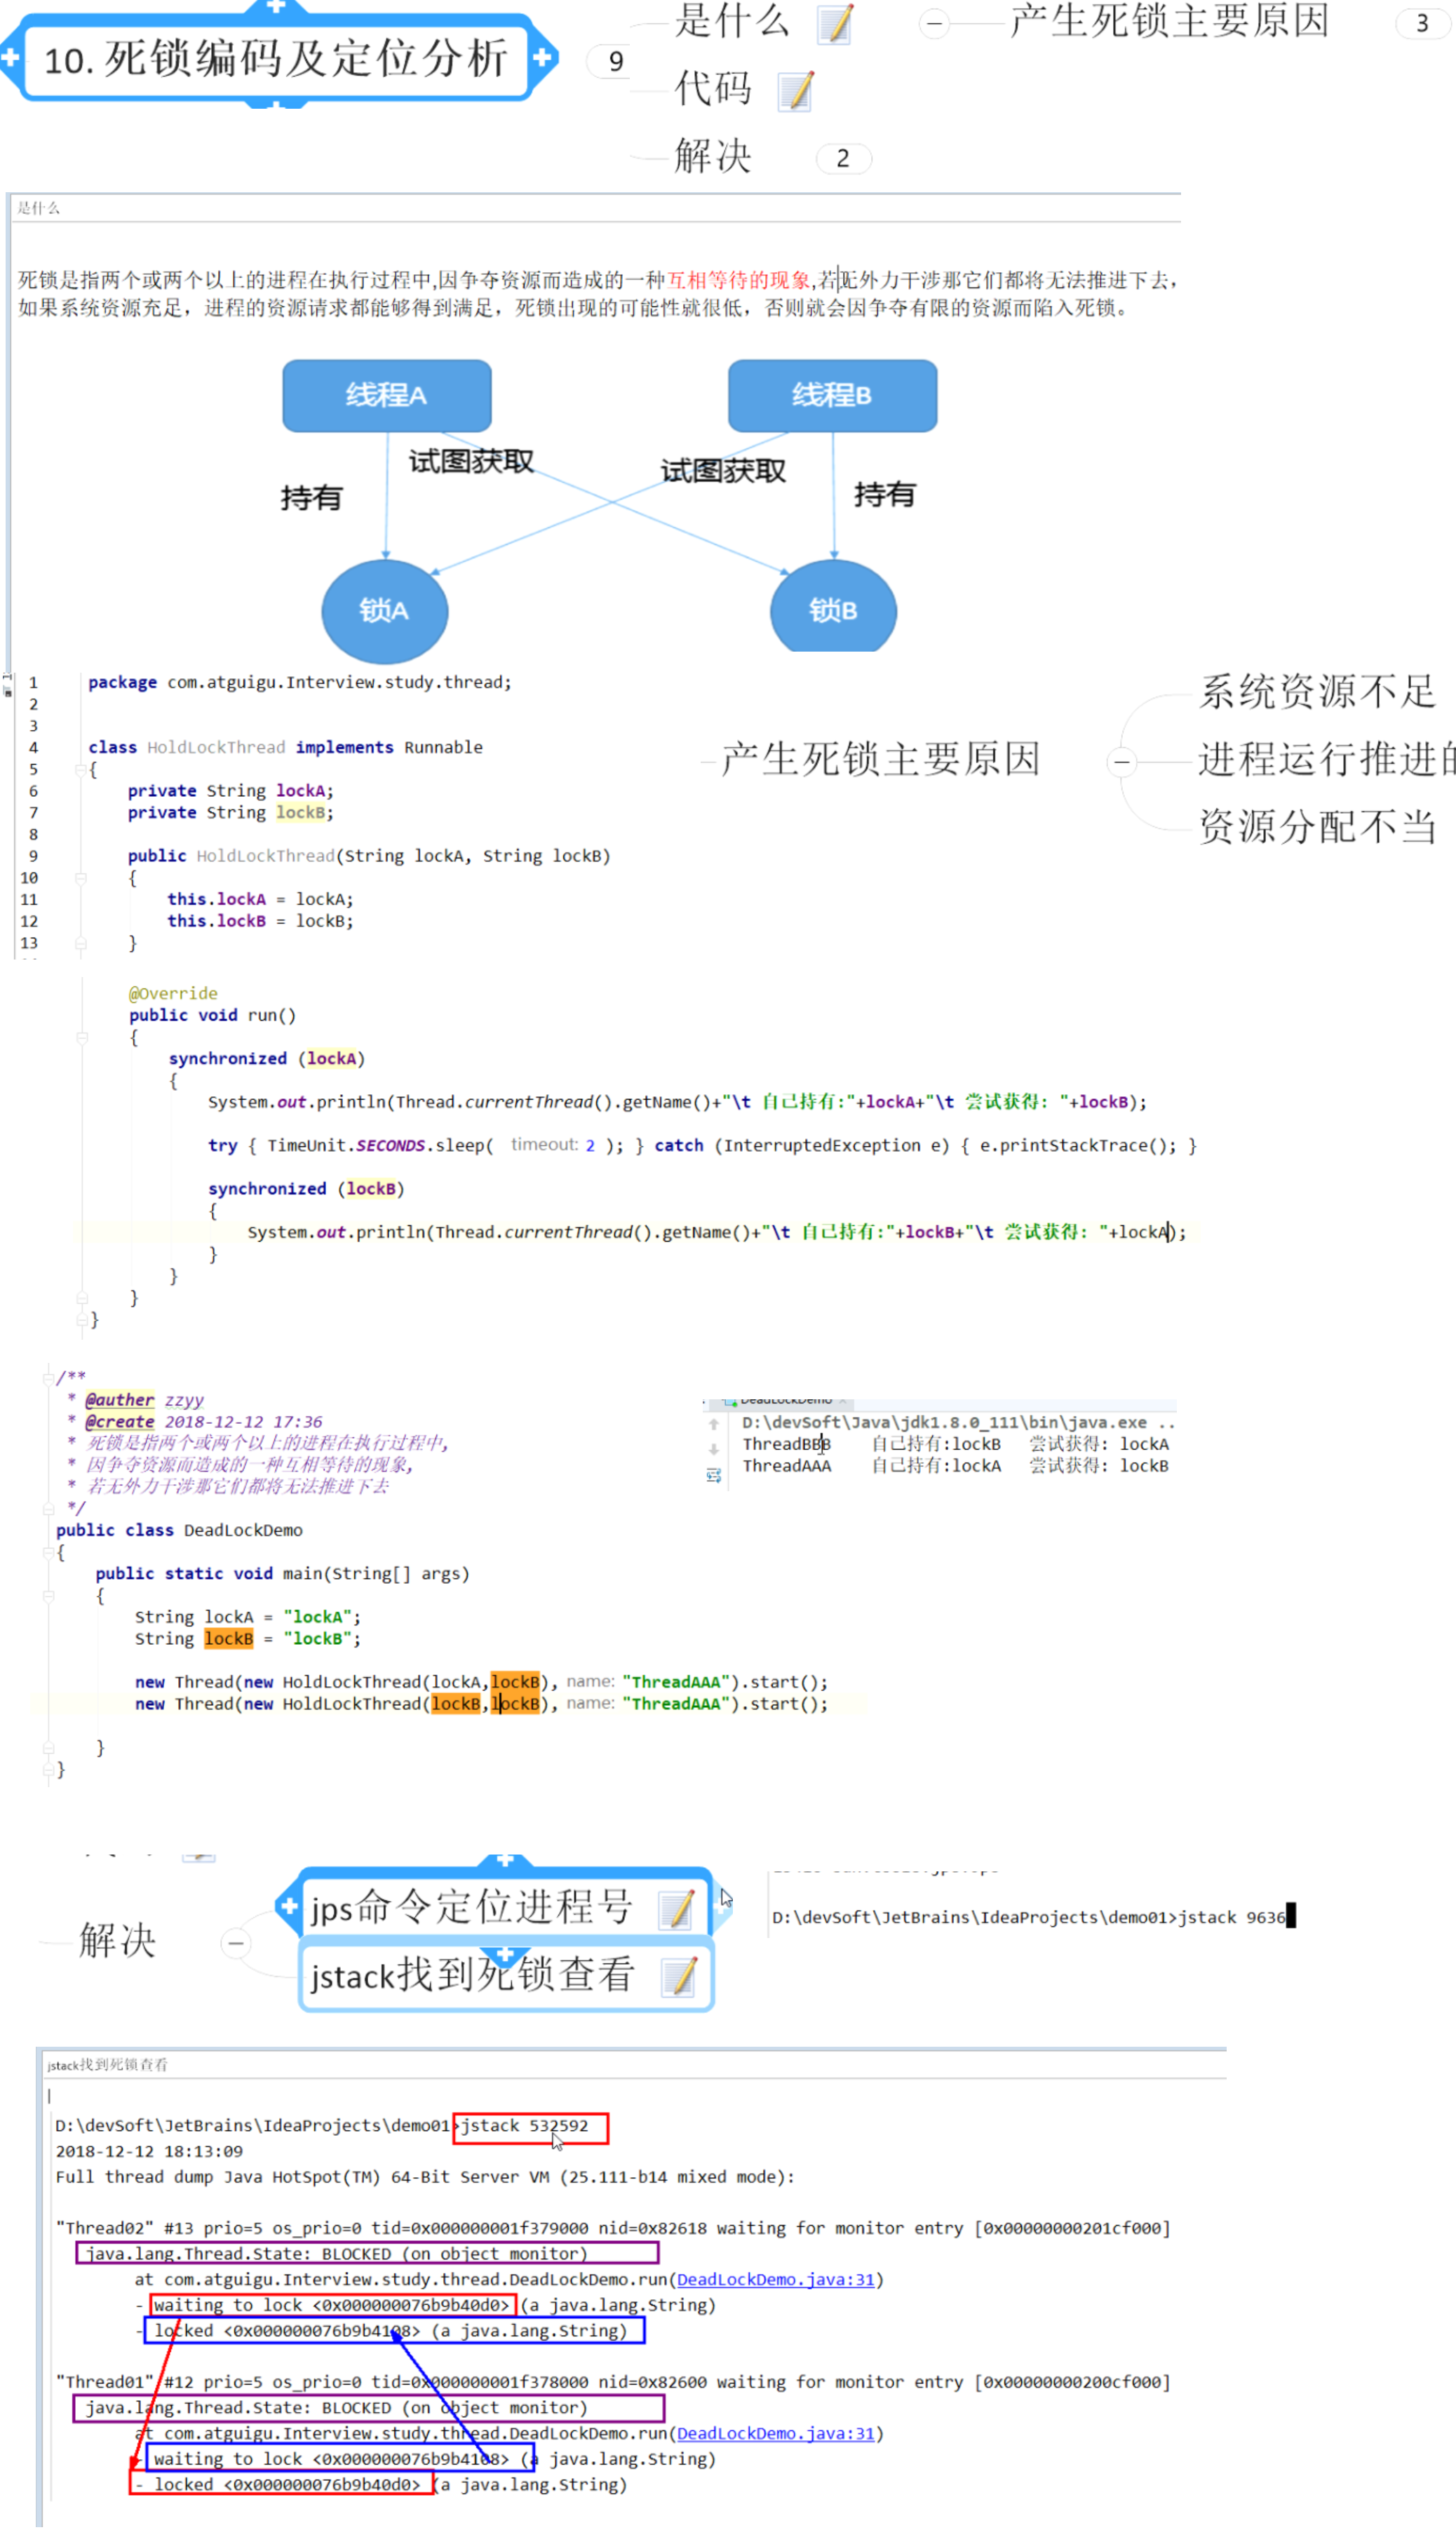 10. 死锁编码及定位分析
9
是什么
产生死锁主要原因
3
代码
解决
2
是什么
死锁是指两个或两个以上的进程在执行过程中,因争夺资源而造成的一种互相等待的现象,若无外力干涉那它们都将无法推进下去，
如果系统资源充足，进程的资源请求都能够得到满足，死锁出现的可能性就很低，否则就会因争夺有限的资源而陷入死锁。
线程A
线程B
试图获取
试图获取
持有
持有
锁A
锁B
1 package com.atguigu.Interview.study.thread;
2
3
4 class HoldLockThread implements Runnable
5 {
6 private String lockA;
7 private String lockB;
8
9 public HoldLockThread(String lockA, String lockB)
10 {
11 this.lockA = lockA;
12 this.lockB = lockB;
13 }
产生死锁主要原因
系统资源不足
进程运行推进的
资源分配不当
@Override
public void run()
{
synchronized (lockA)
{
System.out.println(Thread.currentThread().getName()+"\t 自己持有:"+lockA+"\t 尝试获得: "+lockB);
try { TimeUnit.SECONDS.sleep( timeout: 2 ); } catch (InterruptedException e) { e.printStackTrace(); }
synchronized (lockB)
{
System.out.println(Thread.currentThread().getName()+"\t 自己持有:"+lockB+"\t 尝试获得: "+lockA);
}
}
}
}
/**
* @auther zzyy
* @create 2018-12-12 17:36
* 死锁是指两个或两个以上的进程在执行过程中,
* 因争夺资源而造成的一种互相等待的现象,
* 若无外力干涉那它们都将无法推进下去
*/
public class DeadLockDemo
{
public static void main(String[] args)
{
String lockA = "lockA";
String lockB = "lockB";
new Thread(new HoldLockThread(lockA,lockB), name: "ThreadAAA").start();
new Thread(new HoldLockThread(lockB,lockB), name: "ThreadAAA").start();
}
}
DeadLockDemo
D:\devSoft\Java\jdk1.8.0_111\bin\java.exe ..
ThreadBBB 自己持有:lockB 尝试获得: lockA
ThreadAAA 自己持有:lockA 尝试获得: lockB
解决
jps命令定位进程号
jstack找到死锁查看
D:\devSoft\JetBrains\IdeaProjects\demo01>jstack 9636
jstack找到死锁查看
D:\devSoft\JetBrains\IdeaProjects\demo01>jstack 532592
2018-12-12 18:13:09
Full thread dump Java HotSpot(TM) 64-Bit Server VM (25.111-b14 mixed mode):
"Thread02" #13 prio=5 os_prio=0 tid=0x000000001f379000 nid=0x82618 waiting for monitor entry [0x00000000201cf000]
java.lang.Thread.State: BLOCKED (on object monitor)
at com.atguigu.Interview.study.thread.DeadLockDemo.run(DeadLockDemo.java:31)
- waiting to lock <0x000000076b9b40d0> (a java.lang.String)
- locked <0x000000076b9b4108> (a java.lang.String)
"Thread01" #12 prio=5 os_prio=0 tid=0x000000001f378000 nid=0x82600 waiting for monitor entry [0x00000000200cf000]
java.lang.Thread.State: BLOCKED (on object monitor)
at com.atguigu.Interview.study.thread.DeadLockDemo.run(DeadLockDemo.java:31)
- waiting to lock <0x000000076b9b4108> (a java.lang.String)
- locked <0x000000076b9b40d0> (a java.lang.String)